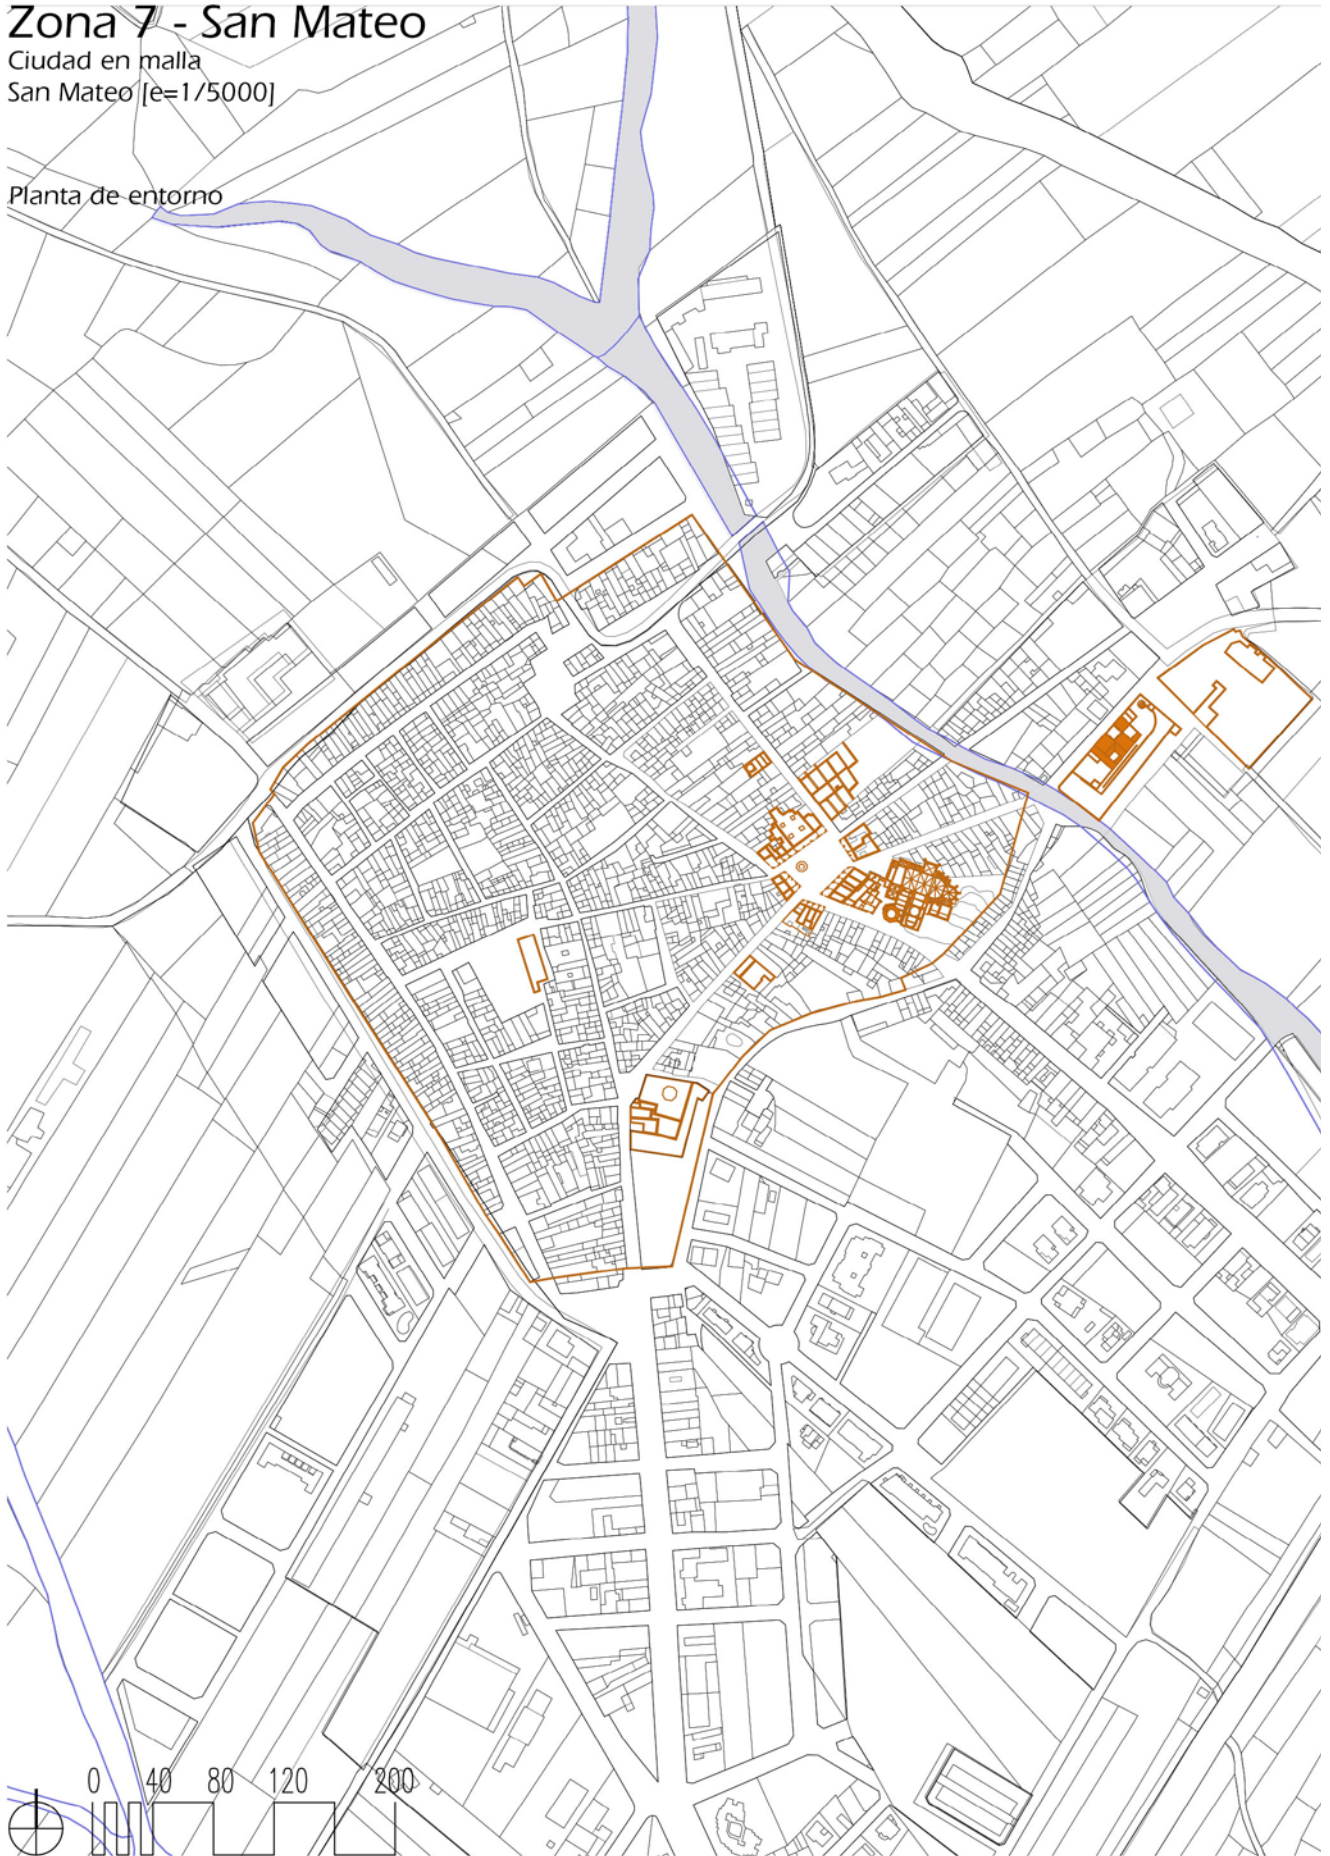 Zona 7 - San Mateo
Ciudad en malla
San Mateo [e=1/5000]
Planta de entorno
0 40 80 120 200